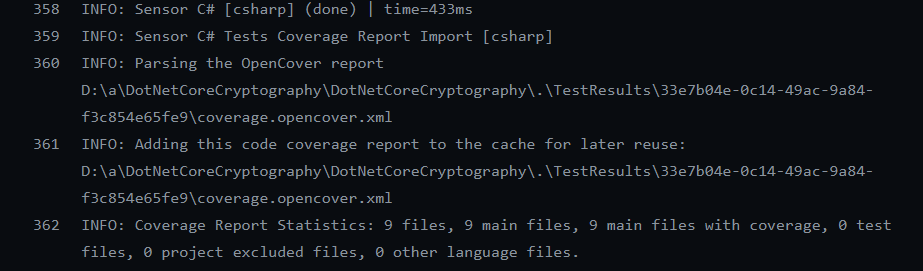 358 INFO: Sensor C# [csharp] (done) | time=433ms
359 INFO: Sensor C# Tests Coverage Report Import [csharp]
360 INFO: Parsing the OpenCover report
D:\a\DotNetCoreCryptography\DotNetCoreCryptography\.\TestResults\33e7b04e-0c14-49ac-9a84-
f3c854e65fe9\coverage.opencover.xml
361 INFO: Adding this code coverage report to the cache for later reuse:
D:\a\DotNetCoreCryptography\DotNetCoreCryptography\.\TestResults\33e7b04e-0c14-49ac-9a84-
f3c854e65fe9\coverage.opencover.xml
362 INFO: Coverage Report Statistics: 9 files, 9 main files, 9 main files with coverage, 0 test
files, 0 project excluded files, 0 other language files.